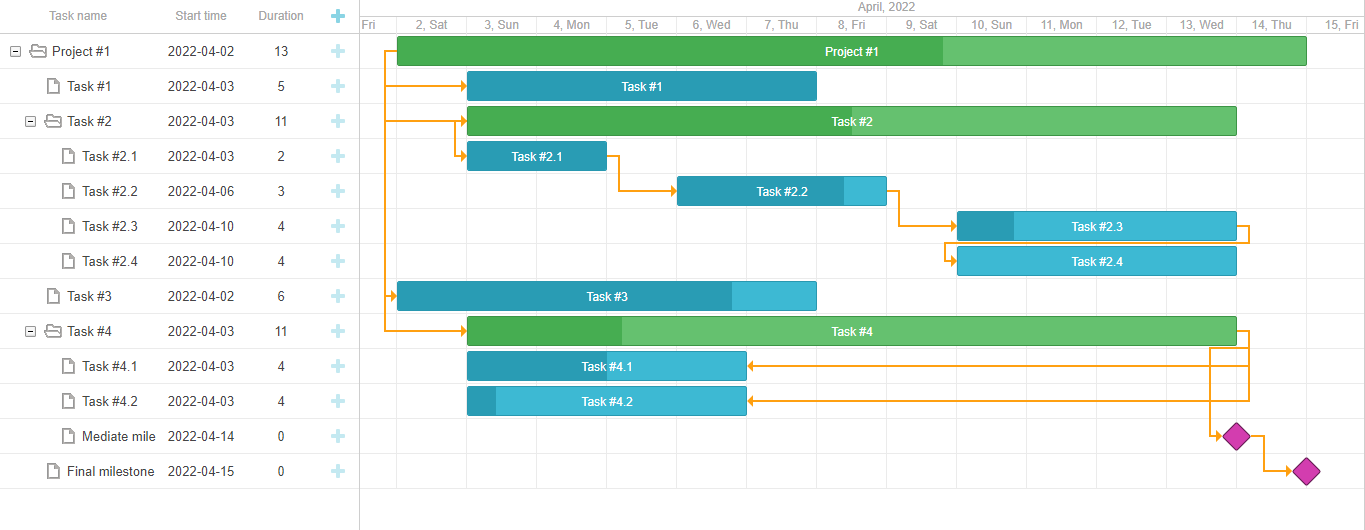 April, 2022
Task name Start time Duration
Fri 2, Sat 3, Sun 4, Mon 5, Tue 6, Wed 7, Thu 8, Fri 9, Sat 10, Sun 11, Mon 12, Tue 13, Wed 14, Thu 15, Fri
Project #1 2022-04-02 13 Project #1
Task #1 2022-04-03 5 Task #1
Task #2 2022-04-03 11 Task #2
Task #2.1 2022-04-03 2 Task #2.1
Task #2.2 2022-04-06 3 Task #2.2
Task #2.3 2022-04-10 4 Task #2.3
Task #2.4 2022-04-10 4 Task #2.4
Task #3 2022-04-02 6 Task #3
Task #4 2022-04-03 11 Task #4
Task #4.1 2022-04-03 4 Task #4.1
Task #4.2 2022-04-03 4 Task #4.2
Mediate mile 2022-04-14 0
Final milestone 2022-04-15 0